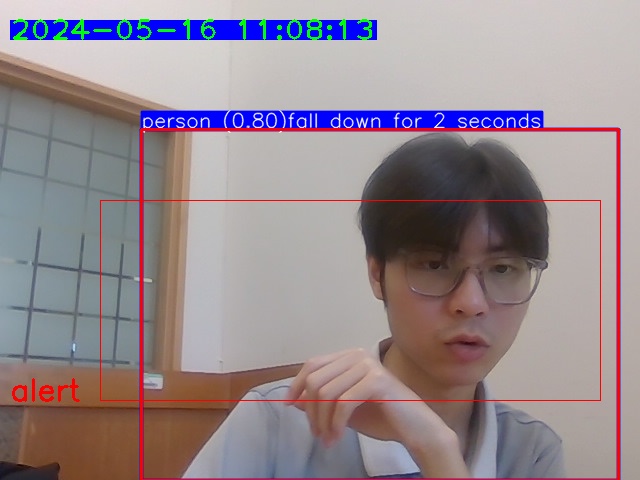 2024-05-16 11:08:13
person (0.80)fall down for 2 seconds
alert